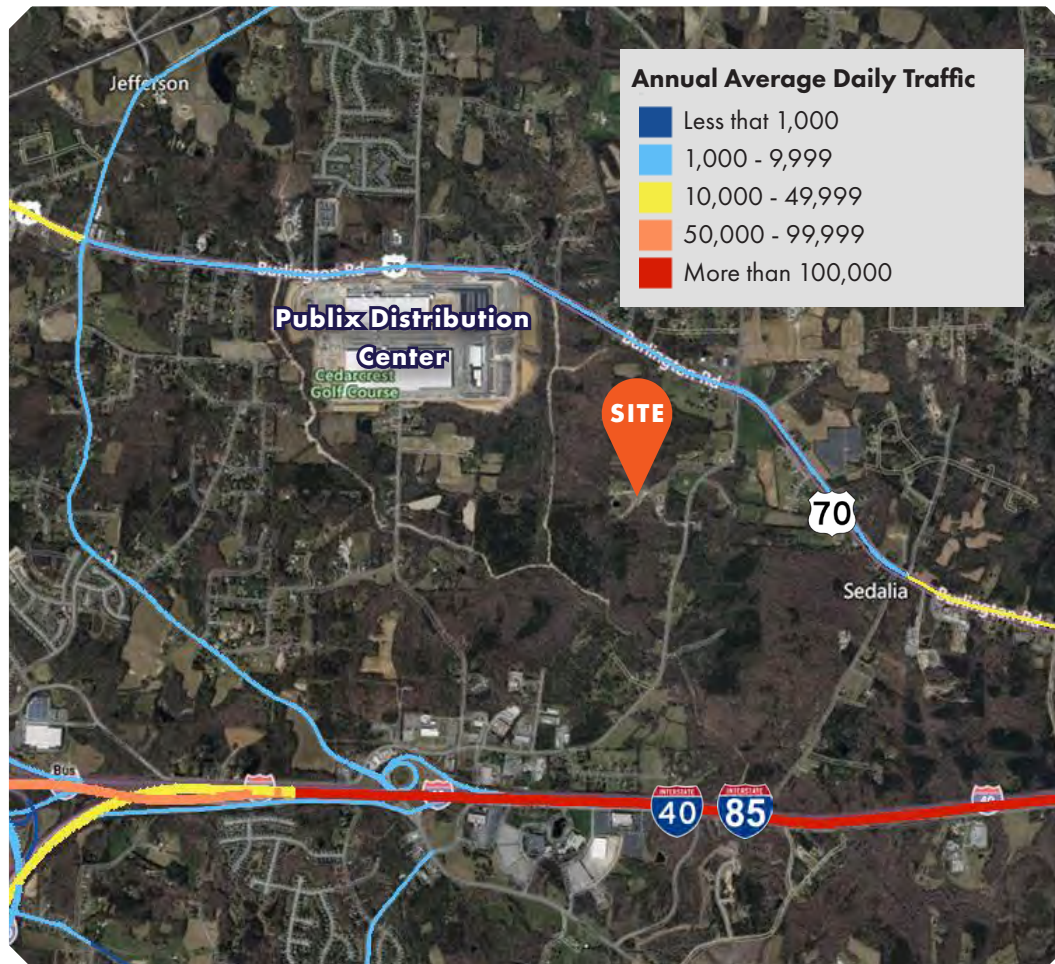 Jefferson
Annual Average Daily Traffic
Less that 1,000
1,000 - 9,999
10,000 - 49,999
50,000 - 99,999
More than 100,000
Burlington Rd
Publix Distribution
Center
Cedarcrest
Golf Course
Burlington Rd
SITE
70
Sedalia
Burlington Rd
Bus
INTERSTATE
40
INTERSTATE
85
40